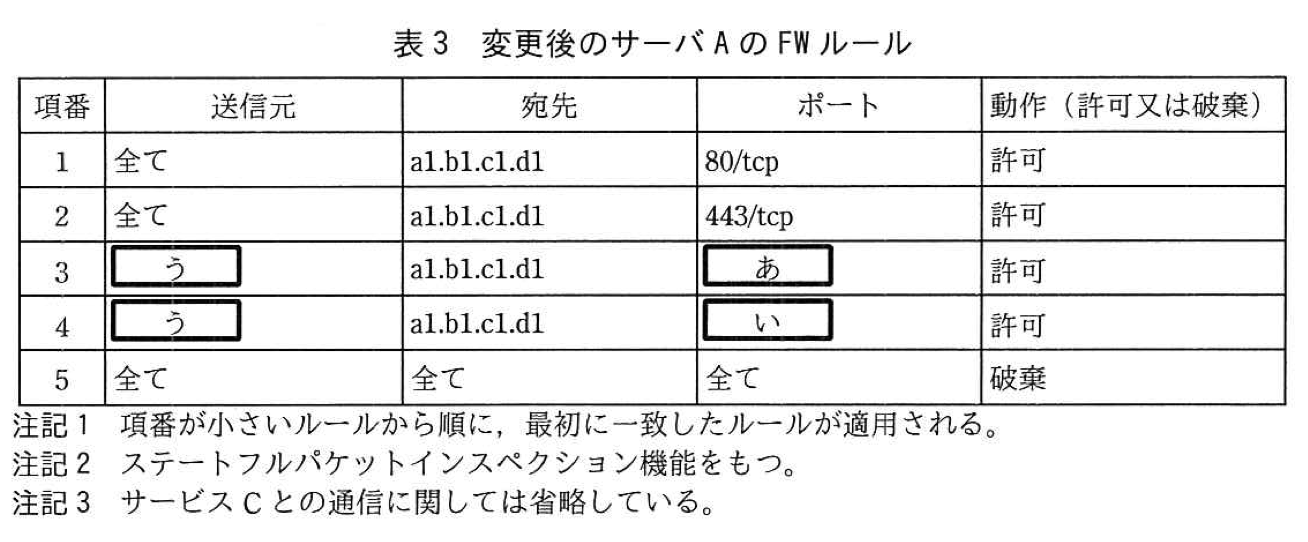 表3 変更後のサーバAのFWルール
項番 送信元 宛先 ポート 動作（許可又は破棄）
1 全て a1.b1.c1.d1 80/tcp 許可
2 全て a1.b1.c1.d1 443/tcp 許可
3 う a1.b1.c1.d1 あ 許可
4 う a1.b1.c1.d1 い 許可
5 全て 全て 全て 破棄
注記1 項番が小さいルールから順に，最初に一致したルールが適用される。
注記2 ステートフルパケットインスペクション機能をもつ。
注記3 サービスCとの通信に関しては省略している。